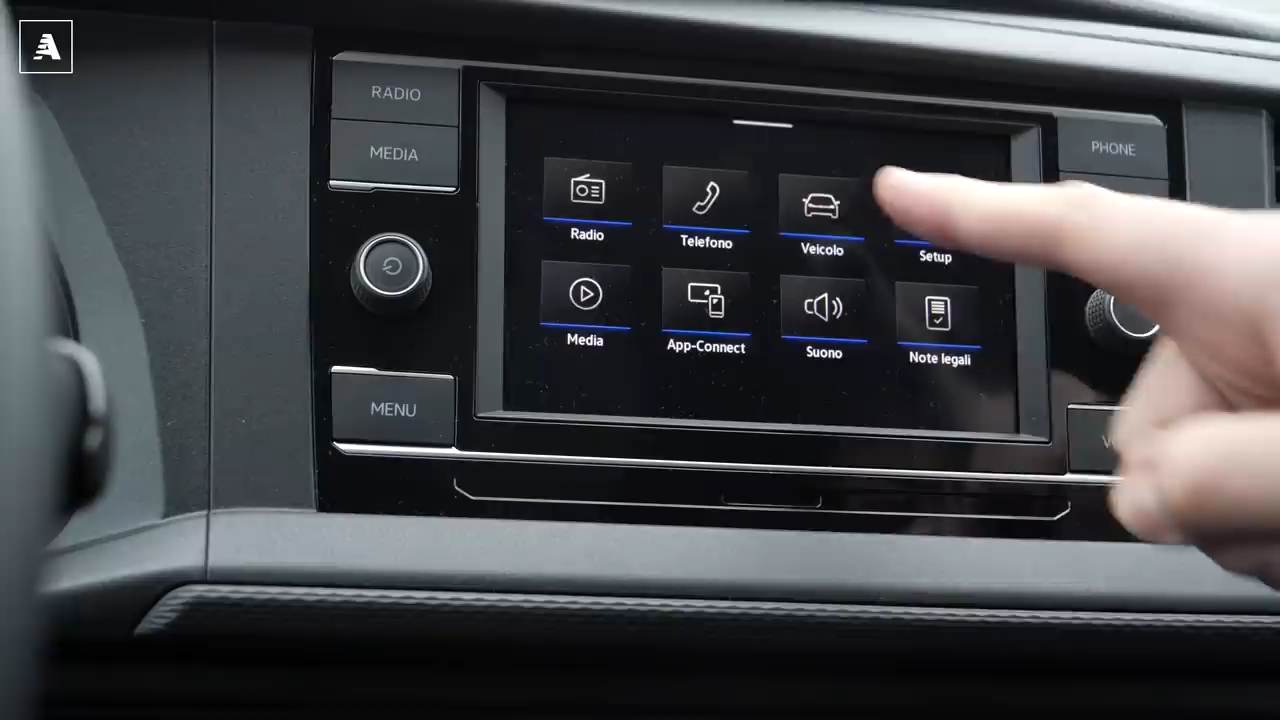 A
RADIO
MEDIA
PHONE
Radio
Telefono
Veicolo
Setup
Media
App-Connect
Suono
Note legali
MENU